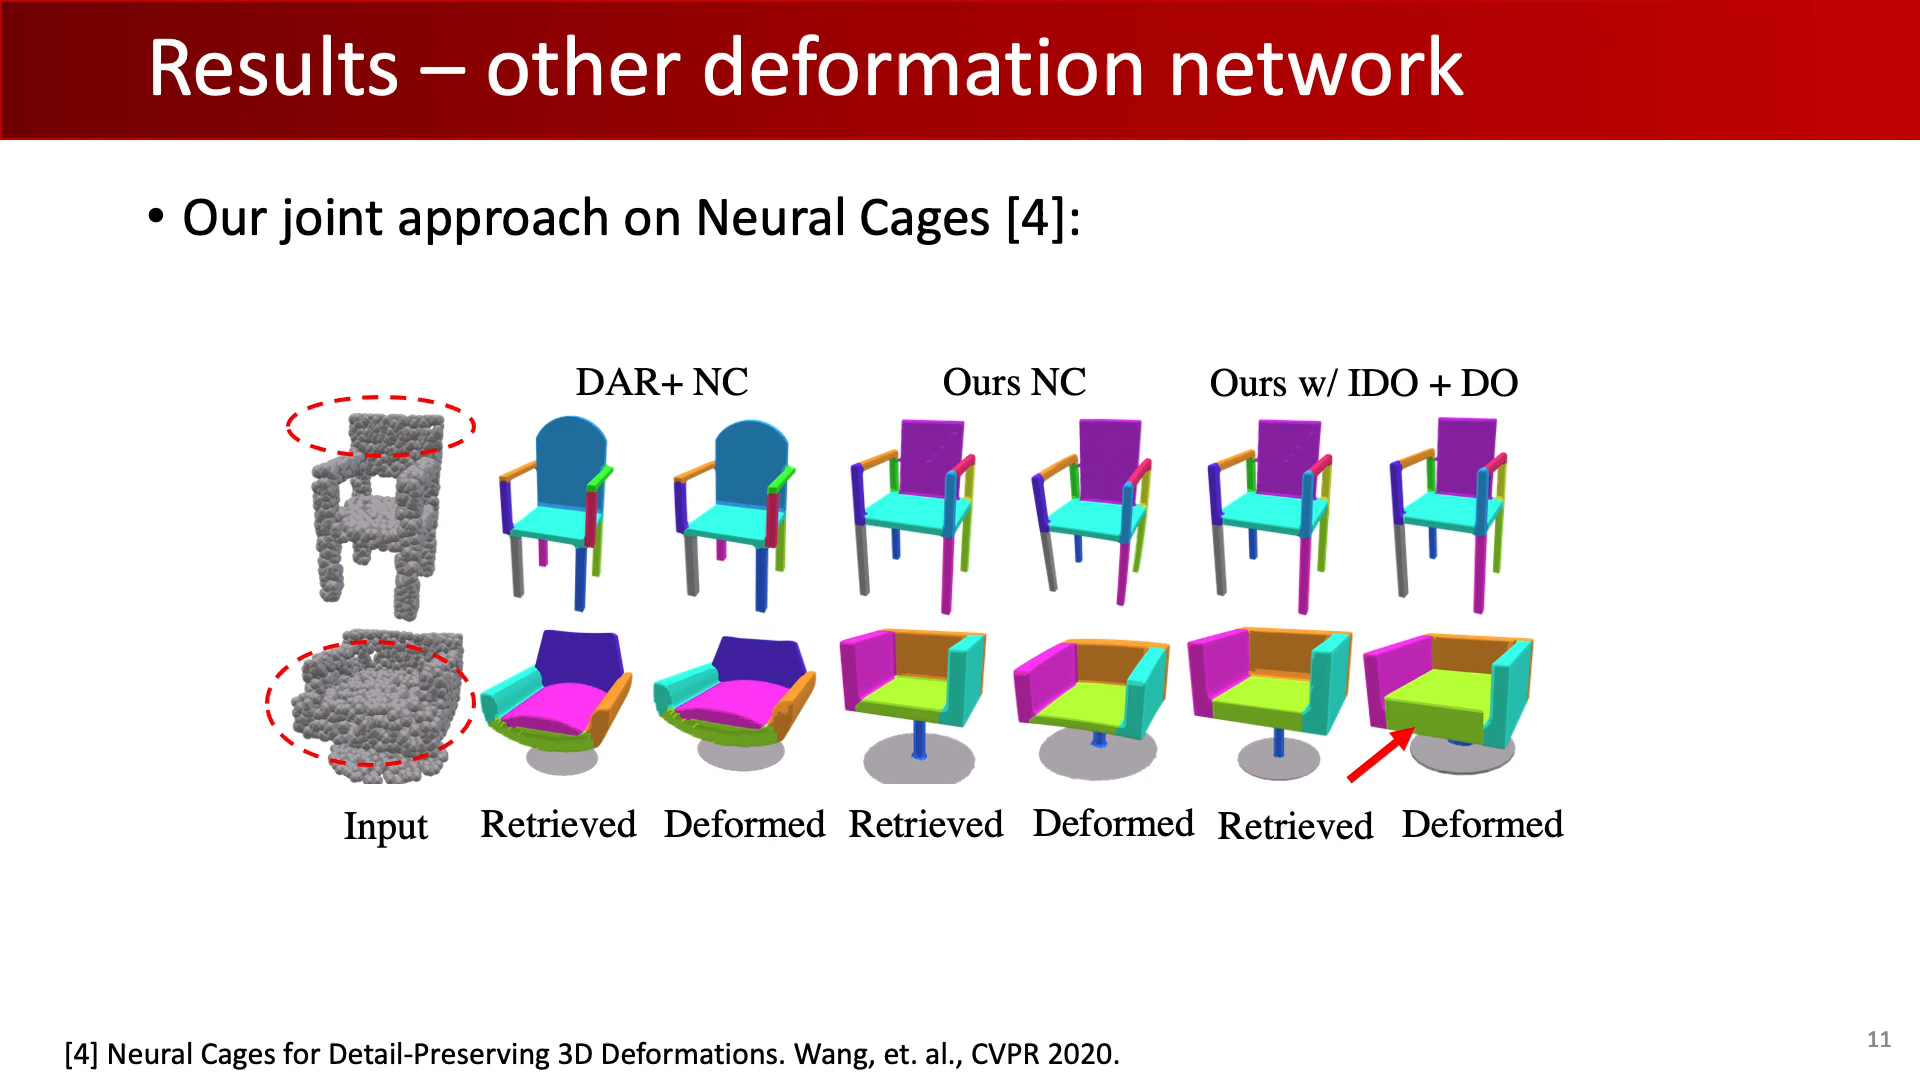 Results – other deformation network
• Our joint approach on Neural Cages [4]:
DAR+ NC Ours NC Ours w/ IDO + DO
Input Retrieved Deformed Retrieved Deformed Retrieved Deformed
[4] Neural Cages for Detail-Preserving 3D Deformations. Wang, et. al., CVPR 2020.
11